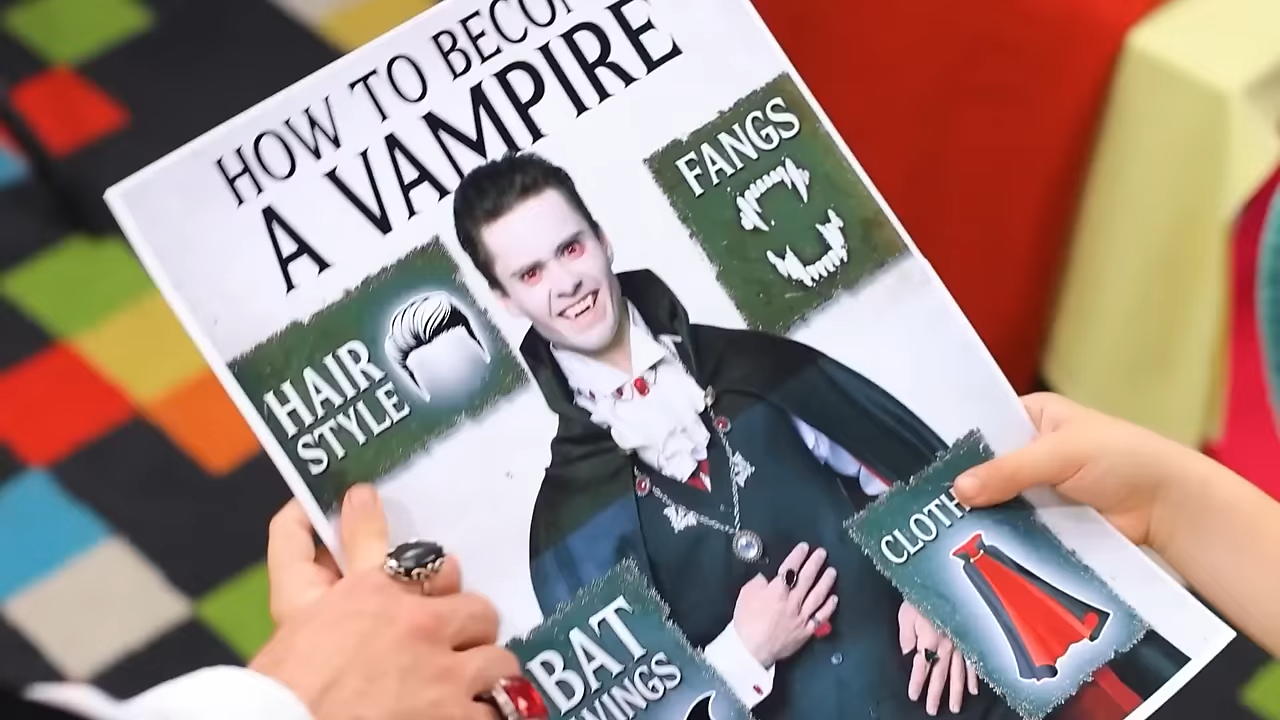 HOW TO BECO
A VAMPIRE
FANGS
HAIR
STYLE
CLOTH
BAT
WINGS